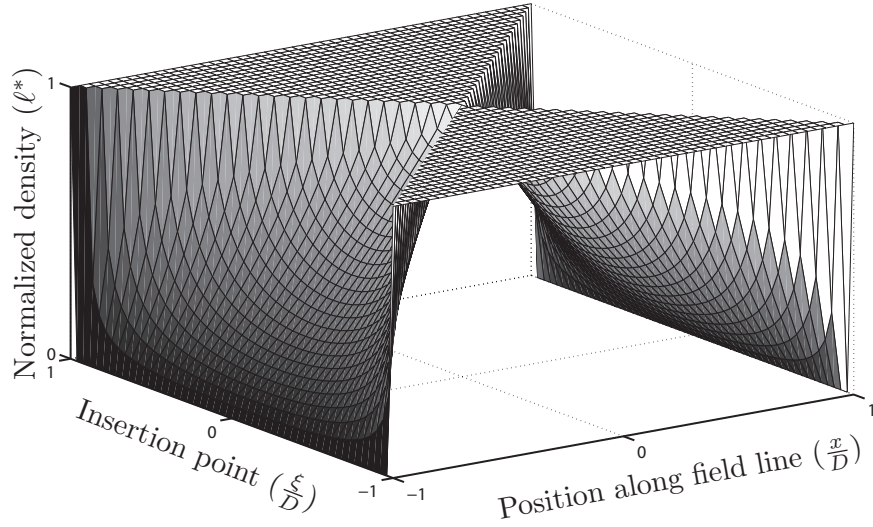 Normalized density (ℓ*)
1
0
1
Insertion point (ξ/D)
0
−1
−1
Position along field line (x/D)
0
1